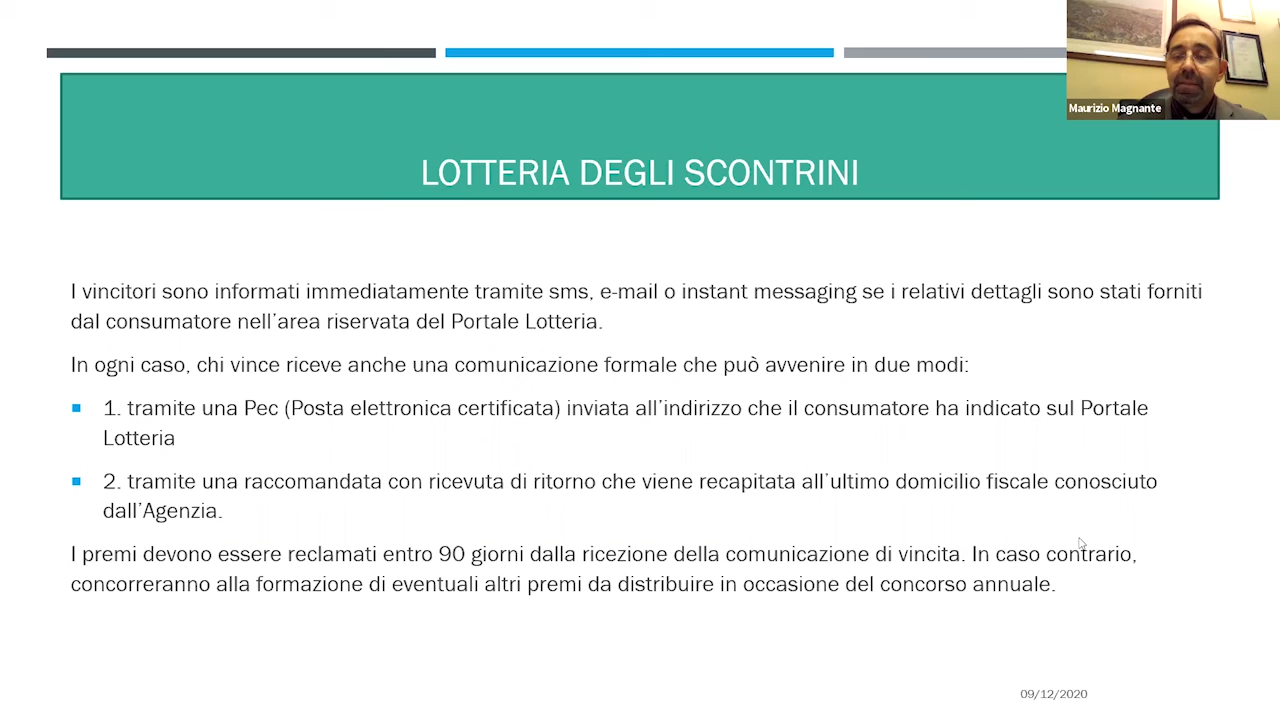 Maurizio Magnante
LOTTERIA DEGLI SCONTRINI
I vincitori sono informati immediatamente tramite sms, e-mail o instant messaging se i relativi dettagli sono stati forniti
dal consumatore nell'area riservata del Portale Lotteria.
In ogni caso, chi vince riceve anche una comunicazione formale che può avvenire in due modi:
1. tramite una Pec (Posta elettronica certificata) inviata all'indirizzo che il consumatore ha indicato sul Portale
Lotteria
2. tramite una raccomandata con ricevuta di ritorno che viene recapitata all'ultimo domicilio fiscale conosciuto
dall'Agenzia.
I premi devono essere reclamati entro 90 giorni dalla ricezione della comunicazione di vincita. In caso contrario,
concorreranno alla formazione di eventuali altri premi da distribuire in occasione del concorso annuale.
09/12/2020